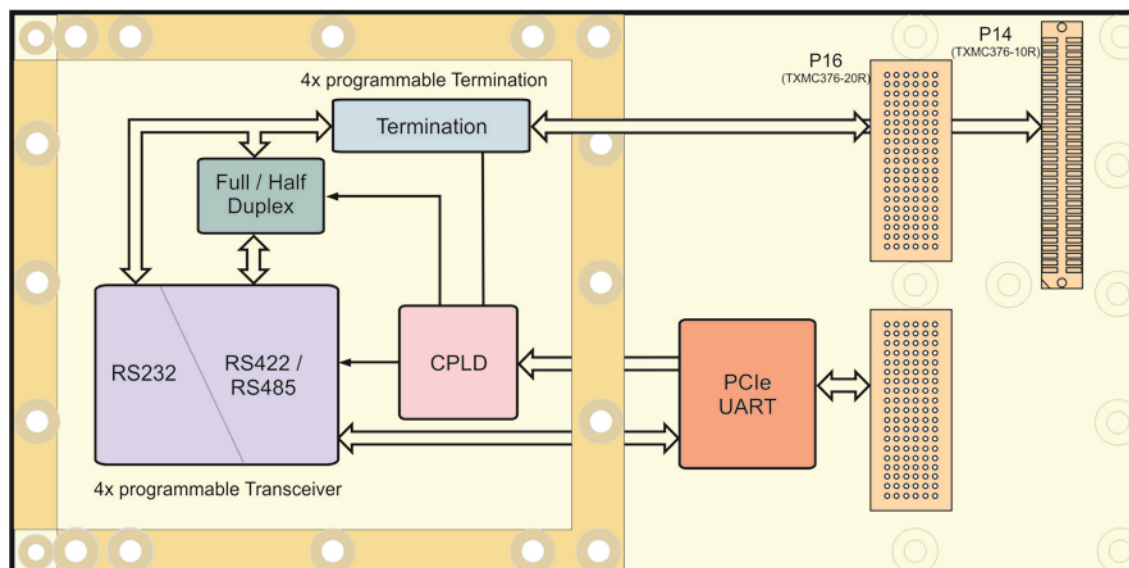 P14
(TXMC376-10R)
P16
(TXMC376-20R)
4x programmable Termination
Termination
Full / Half
Duplex
RS232
RS422 /
RS485
CPLD
PCIe
UART
4x programmable Transceiver